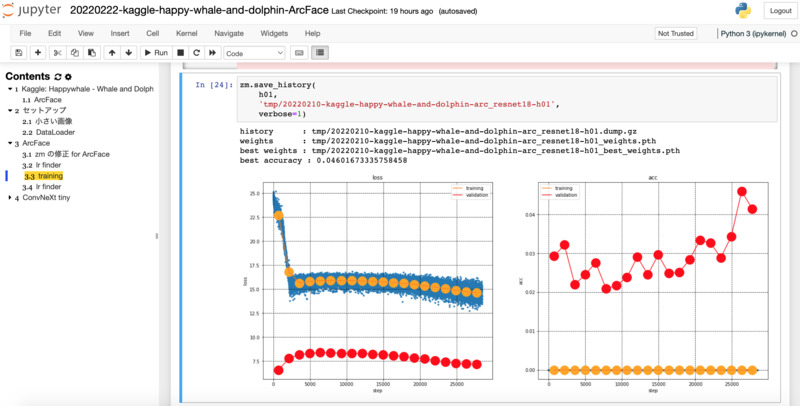 jupyter 20220222-kaggle-happy-whale-and-dolphin-ArcFace Last Checkpoint: 19 hours ago (autosaved)
Logout
File Edit View Insert Cell Kernel Navigate Widgets Help
Not Trusted
Python 3 (ipykernel)
Run
Code
Contents
1 Kaggle: Happywhale - Whale and Dolph
1.1 ArcFace
2 セットアップ
2.1 小さい画像
2.2 DataLoader
3 ArcFace
3.1 zm の修正 for ArcFace
3.2 lr finder
3.3 training
3.4 lr finder
4 ConvNeXt tiny
In [24]:
zm.save_history(
h01,
'tmp/20220210-kaggle-happy-whale-and-dolphin-arc_resnet18-h01',
verbose=1)
history : tmp/20220210-kaggle-happy-whale-and-dolphin-arc_resnet18-h01.dump.gz
weights : tmp/20220210-kaggle-happy-whale-and-dolphin-arc_resnet18-h01_weights.pth
best weights : tmp/20220210-kaggle-happy-whale-and-dolphin-arc_resnet18-h01_best_weights.pth
best accuracy : 0.04601673335758458
loss
training
validation
25.0
22.5
20.0
17.5
15.0
12.5
10.0
7.5
loss
0 5000 10000 15000 20000 25000
step
acc
training
validation
0.04
0.03
0.02
0.01
0.00
acc
0 5000 10000 15000 20000 25000
step